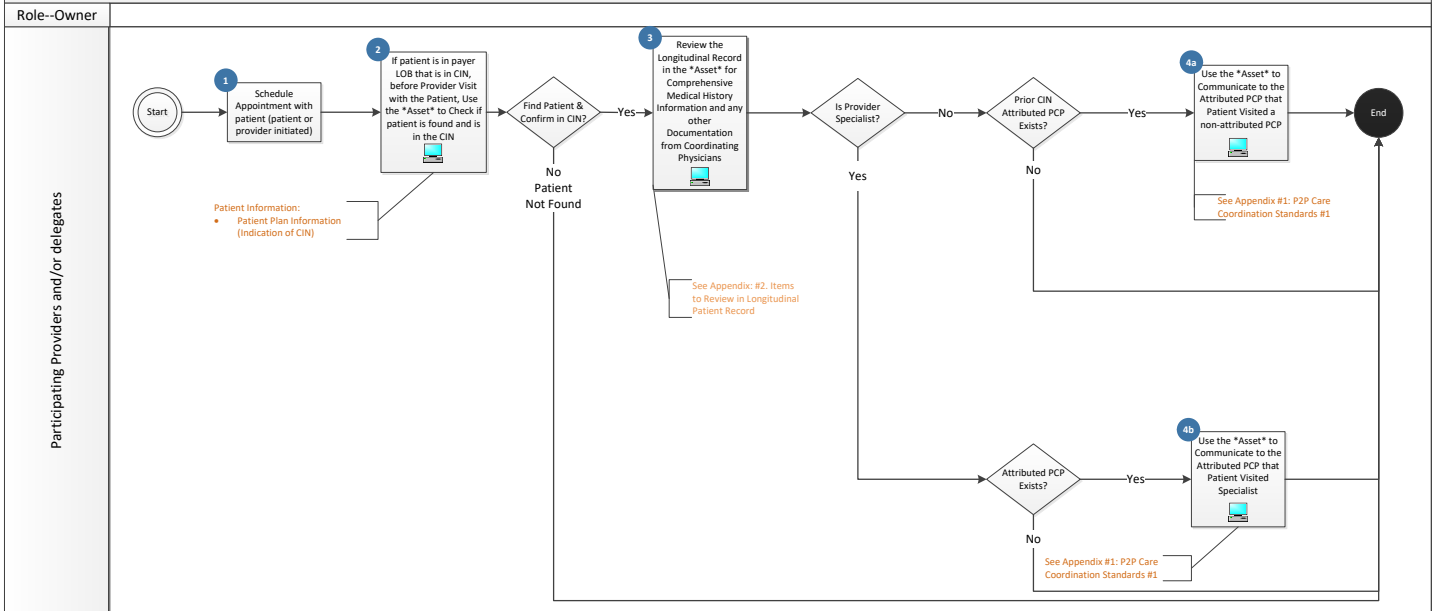 Role--Owner
Participating Providers and/or delegates
Start
1
Schedule
Appointment with
patient (patient or
provider initiated)
2
If patient is in payer
LOB that is in CIN,
before Provider Visit
with the Patient, Use
the *Asset* to Check if
patient is found and is
in the CIN
Patient Information:
• Patient Plan Information
(Indication of CIN)
Find Patient &
Confirm in CIN?
Yes
No
Patient
Not Found
3
Review the
Longitudinal Record
in the *Asset* for
Comprehensive
Medical History
Information and any
other
Documentation
from Coordinating
Physicians
See Appendix: #2. Items
to Review in Longitudinal
Patient Record
Is Provider
Specialist?
No
Yes
Prior CIN
Attributed PCP
Exists?
Yes
No
4a
Use the *Asset* to
Communicate to the
Attributed PCP that
Patient Visited a
non-attributed PCP
See Appendix #1: P2P Care
Coordination Standards #1
End
Attributed PCP
Exists?
Yes
No
4b
Use the *Asset* to
Communicate to the
Attributed PCP that
Patient Visited
Specialist
See Appendix #1: P2P Care
Coordination Standards #1